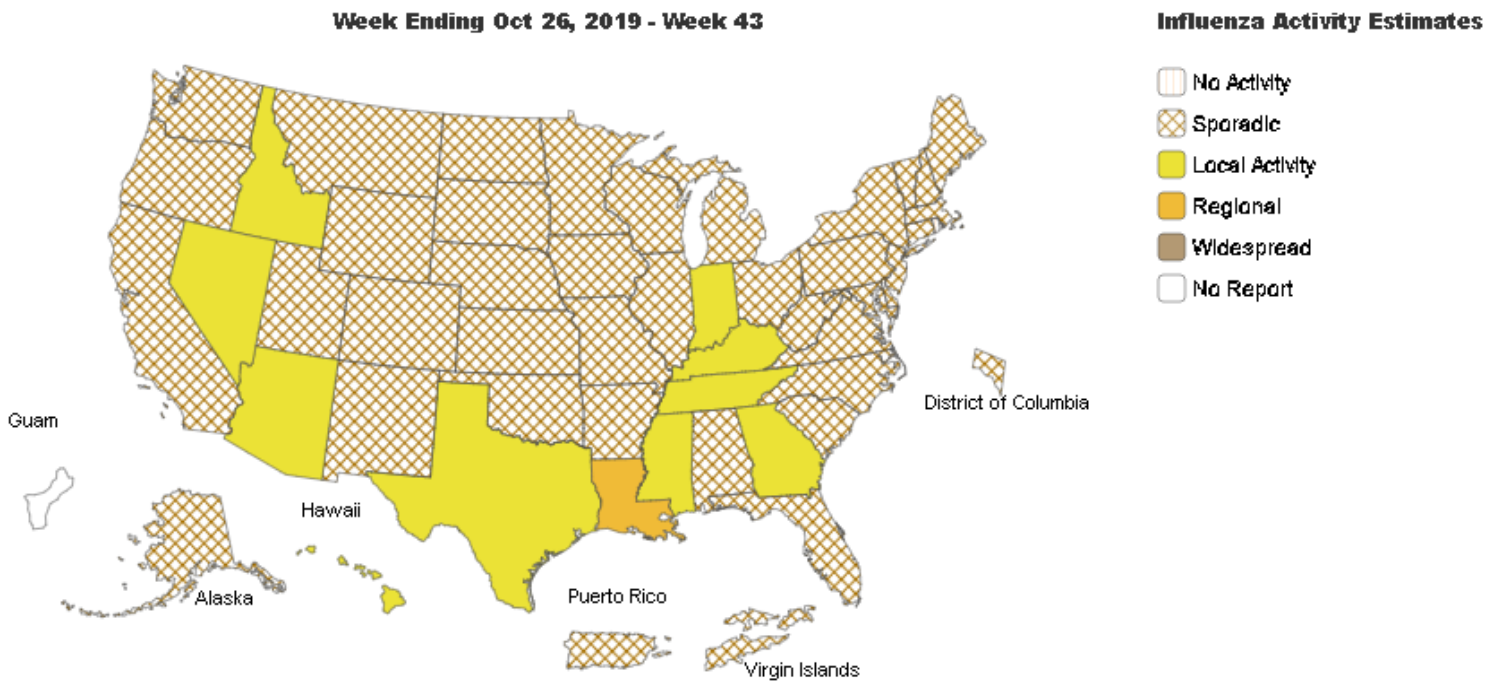 Week Ending Oct 26, 2019 - Week 43
Influenza Activity Estimates
No Activity
Sporadic
Local Activity
Regional
Widespread
No Report
District of Columbia
Guam
Hawaii
Alaska
Puerto Rico
Virgin Islands